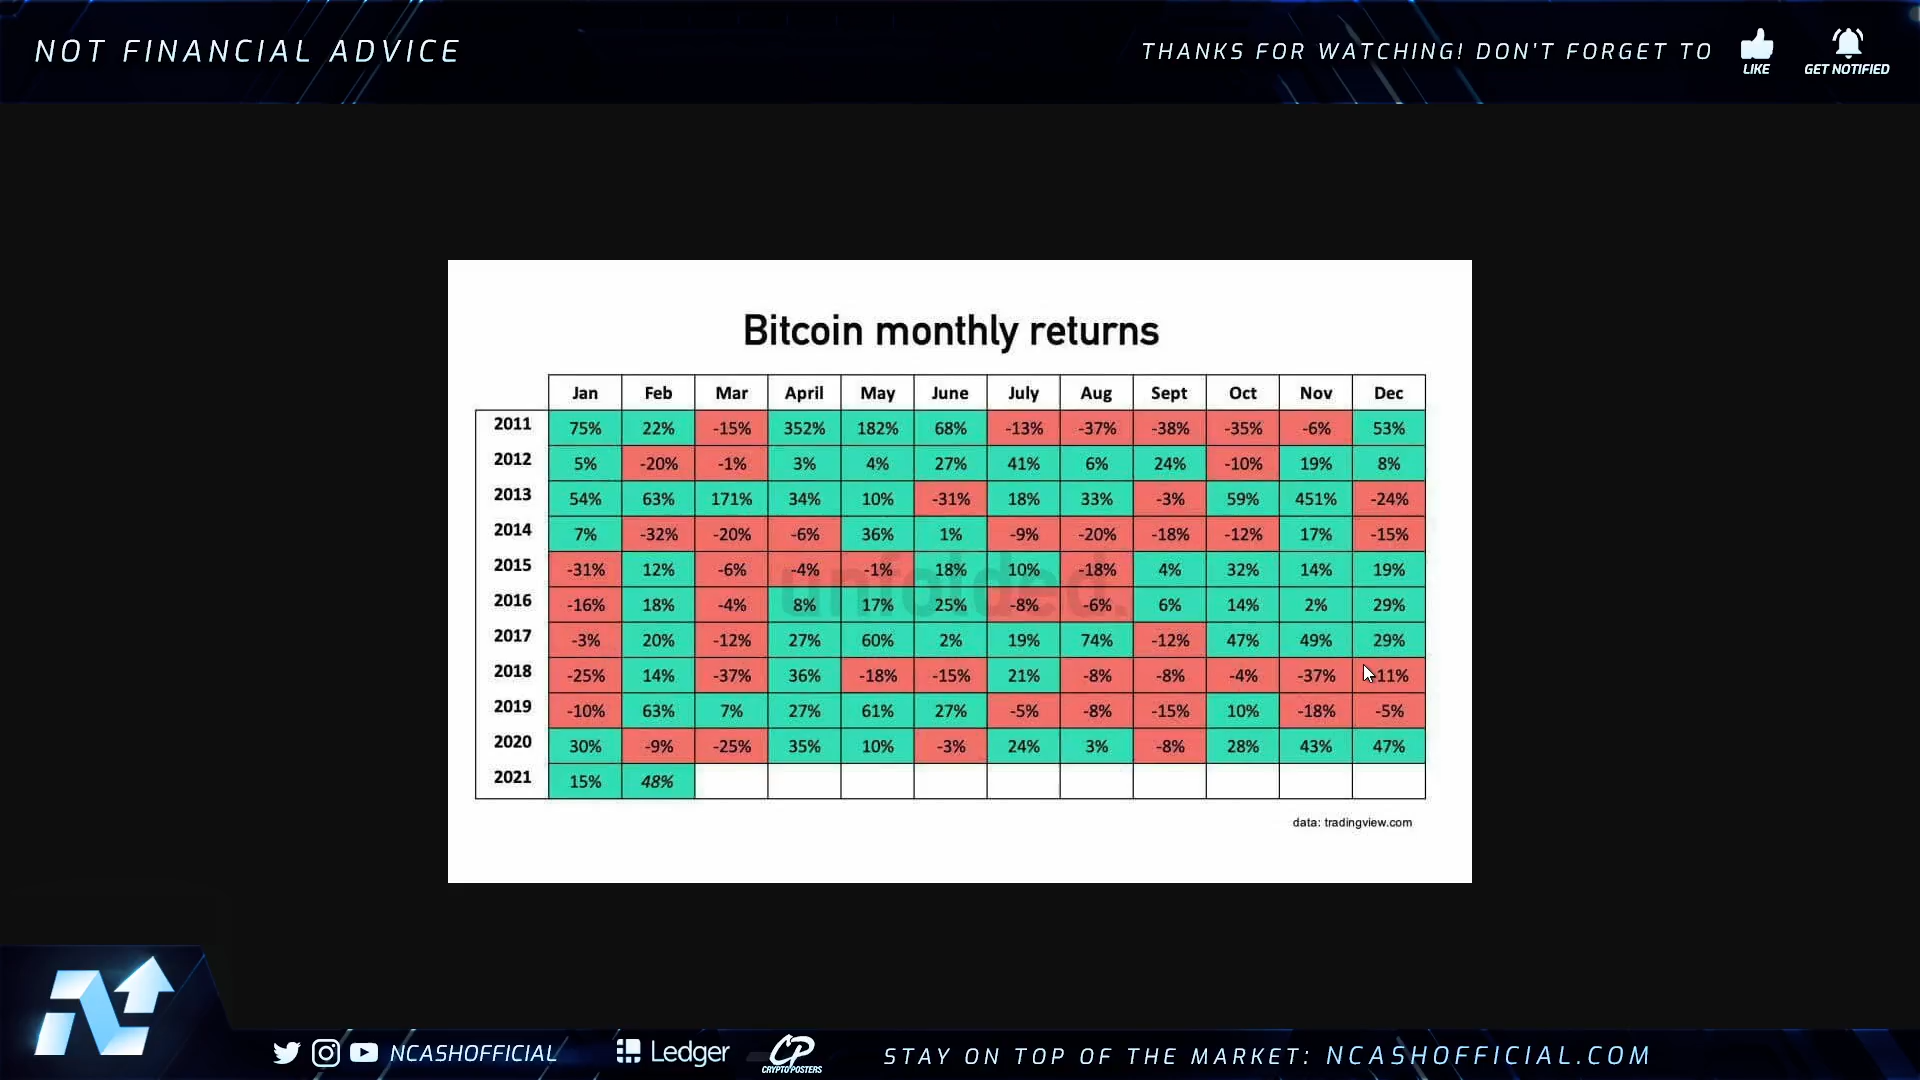 NOT FINANCIAL ADVICE
THANKS FOR WATCHING! DON'T FORGET TO
LIKE
GET NOTIFIED
Bitcoin monthly returns
Jan Feb Mar April May June July Aug Sept Oct Nov Dec
2011 75% 22% -15% 352% 182% 68% -13% -37% -38% -35% -6% 53%
2012 5% -20% -1% 3% 4% 27% 41% 6% 24% -10% 19% 8%
2013 54% 63% 171% 34% 10% -31% 18% 33% -3% 59% 451% -24%
2014 7% -32% -20% -6% 36% 1% -9% -20% -18% -12% 17% -15%
2015 -31% 12% -6% -4% -1% 18% 10% -18% 4% 32% 14% 19%
unfolded.
2016 -16% 18% -4% 8% 17% 25% -8% -6% 6% 14% 2% 29%
2017 -3% 20% -12% 27% 60% 2% 19% 74% -12% 47% 49% 29%
2018 -25% 14% -37% 36% -18% -15% 21% -8% -8% -4% -37% -11%
2019 -10% 63% 7% 27% 61% 27% -5% -8% -15% 10% -18% -5%
2020 30% -9% -25% 35% 10% -3% 24% 3% -8% 28% 43% 47%
2021 15% 48%
data: tradingview.com
NCASHOFFICIAL
Ledger
CP
CRYPTOPOSTERS
STAY ON TOP OF THE MARKET: NCASHOFFICIAL.COM